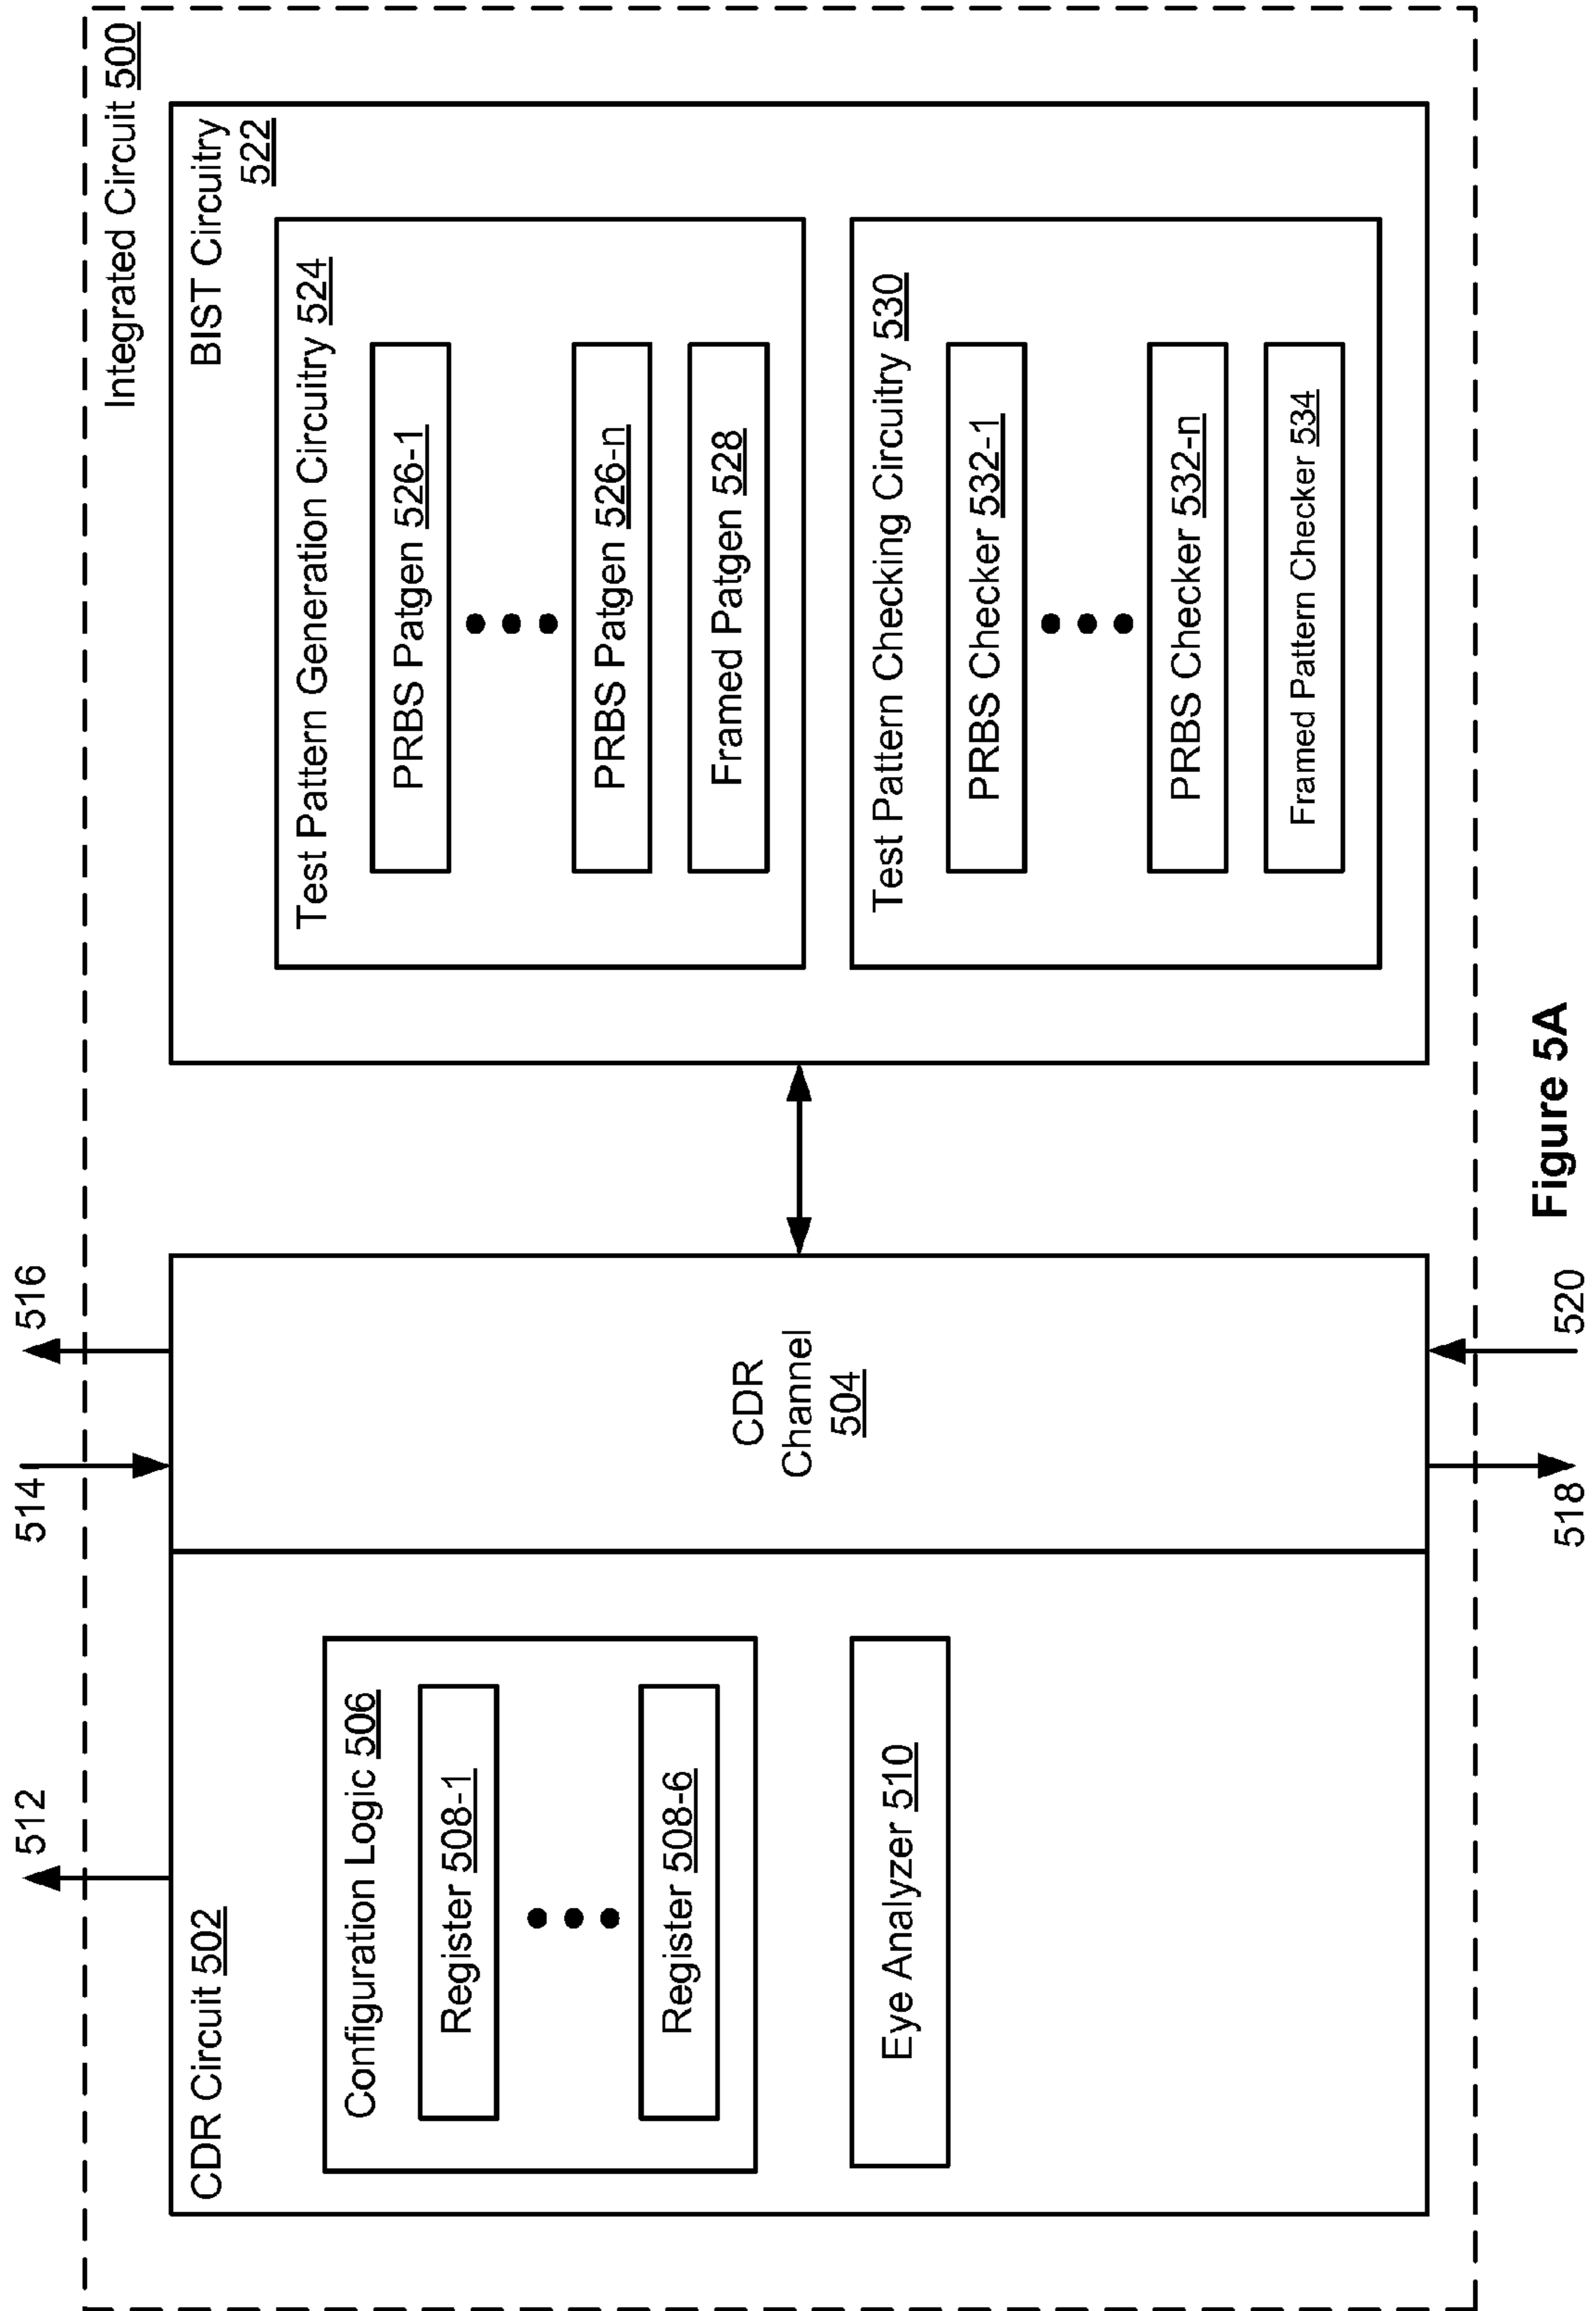 Integrated Circuit 500
512
514
516
CDR Circuit 502
Configuration Logic 506
Register 508-1
Register 508-6
Eye Analyzer 510
CDR
Channel
504
BIST Circuitry
522
Test Pattern Generation Circuitry 524
PRBS Patgen 526-1
PRBS Patgen 526-n
Framed Patgen 528
Test Pattern Checking Circuitry 530
PRBS Checker 532-1
PRBS Checker 532-n
Framed Pattern Checker 534
518
520
Figure 5A